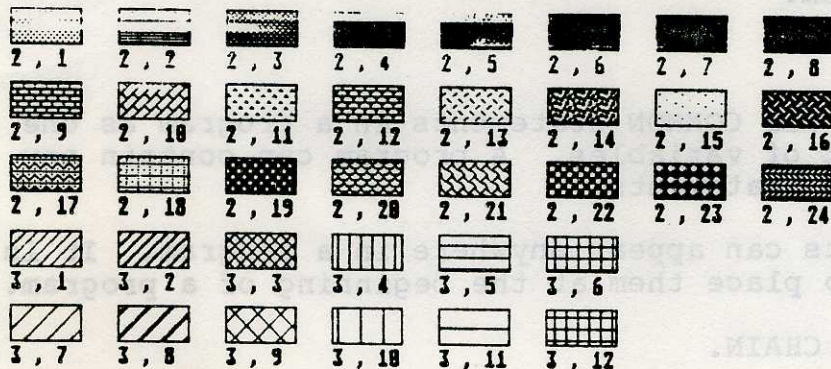 2 , 1 2 , 2 2 , 3 2 , 4 2 , 5 2 , 6 2 , 7 2 , 8
2 , 9 2 , 10 2 , 11 2 , 12 2 , 13 2 , 14 2 , 15 2 , 16
2 , 17 2 , 18 2 , 19 2 , 20 2 , 21 2 , 22 2 , 23 2 , 24
3 , 1 3 , 2 3 , 3 3 , 4 3 , 5 3 , 6
3 , 7 3 , 8 3 , 9 3 , 10 3 , 11 3 , 12